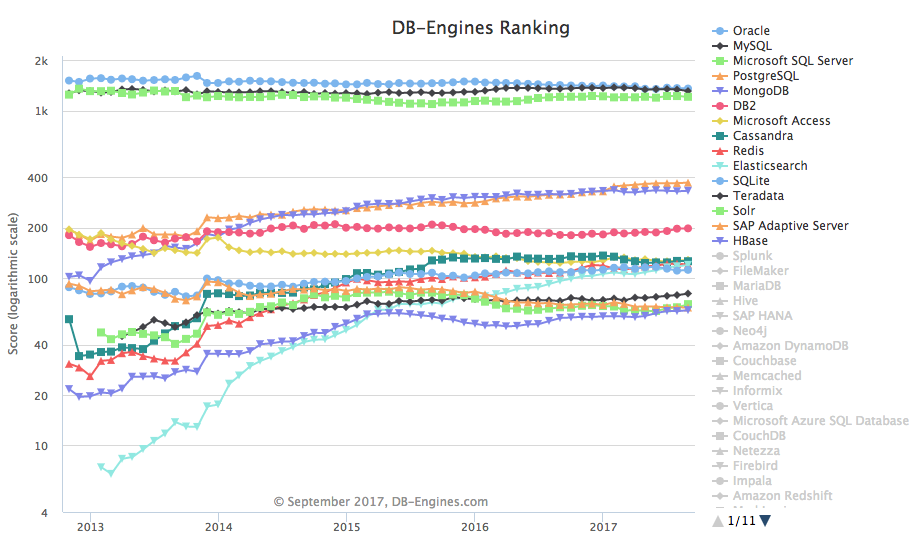 DB-Engines Ranking
Score (logarithmic scale)
2k
1k
400
200
100
40
20
10
4
2013
2014
2015
2016
2017
© September 2017, DB-Engines.com
Oracle
MySQL
Microsoft SQL Server
PostgreSQL
MongoDB
DB2
Microsoft Access
Cassandra
Redis
Elasticsearch
SQLite
Teradata
Solr
SAP Adaptive Server
HBase
Splunk
FileMaker
MariaDB
Hive
SAP HANA
Neo4j
Amazon DynamoDB
Couchbase
Memcached
Informix
Vertica
Microsoft Azure SQL Database
CouchDB
Netezza
Firebird
Impala
Amazon Redshift
1/11